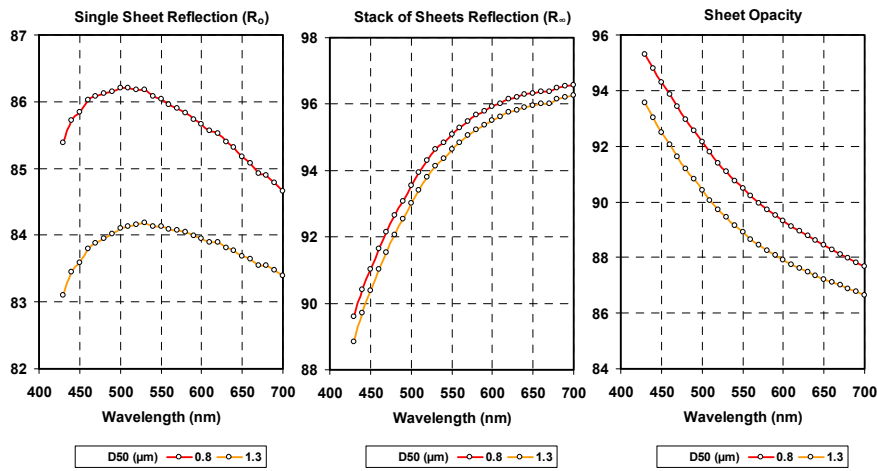 Single Sheet Reflection (Ro)
87
86
85
84
83
82
400 450 500 550 600 650 700
Wavelength (nm)
D50 (µm) 0.8 1.3
Stack of Sheets Reflection (R∞)
98
96
94
92
90
88
400 450 500 550 600 650 700
Wavelength (nm)
D50 (µm) 0.8 1.3
Sheet Opacity
96
94
92
90
88
86
84
400 450 500 550 600 650 700
Wavelength (nm)
D50 (µm) 0.8 1.3